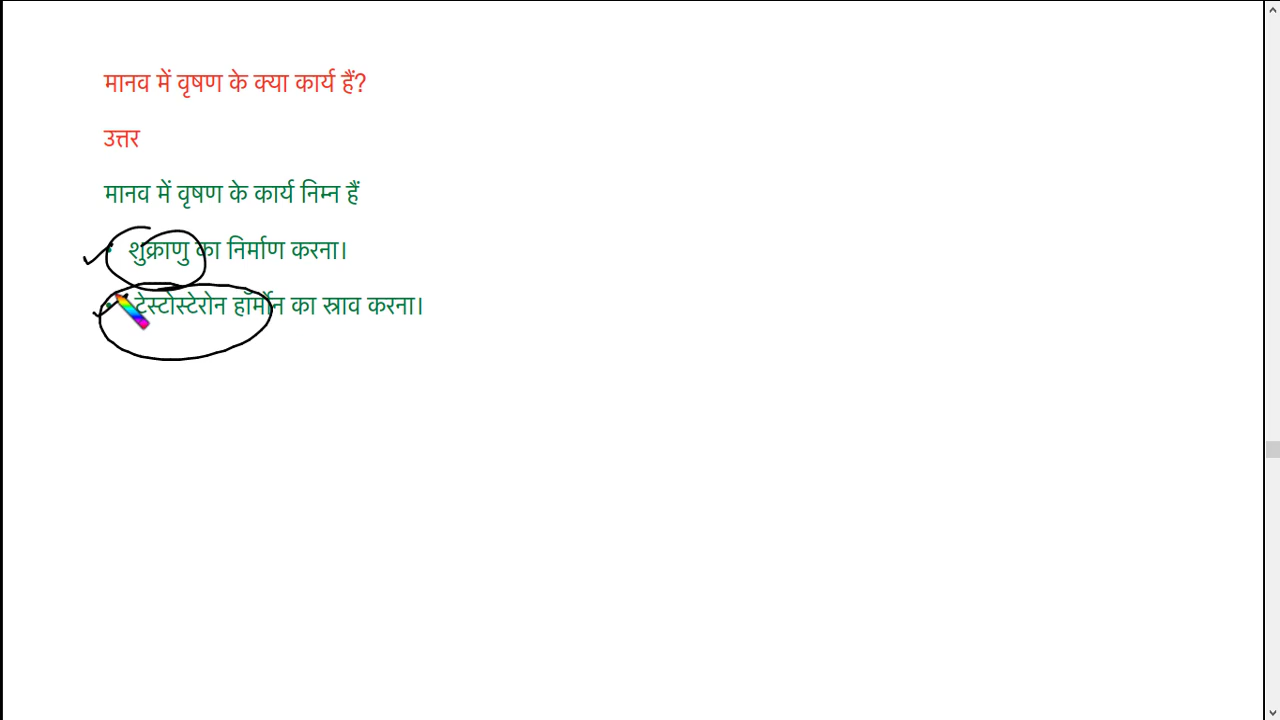 मानव में वृषण के क्या कार्य हैं?
उत्तर
मानव में वृषण के कार्य निम्न हैं
• शुक्राणु का निर्माण करना।
• टेस्टोस्टेरोन हॉर्मोन का स्राव करना।